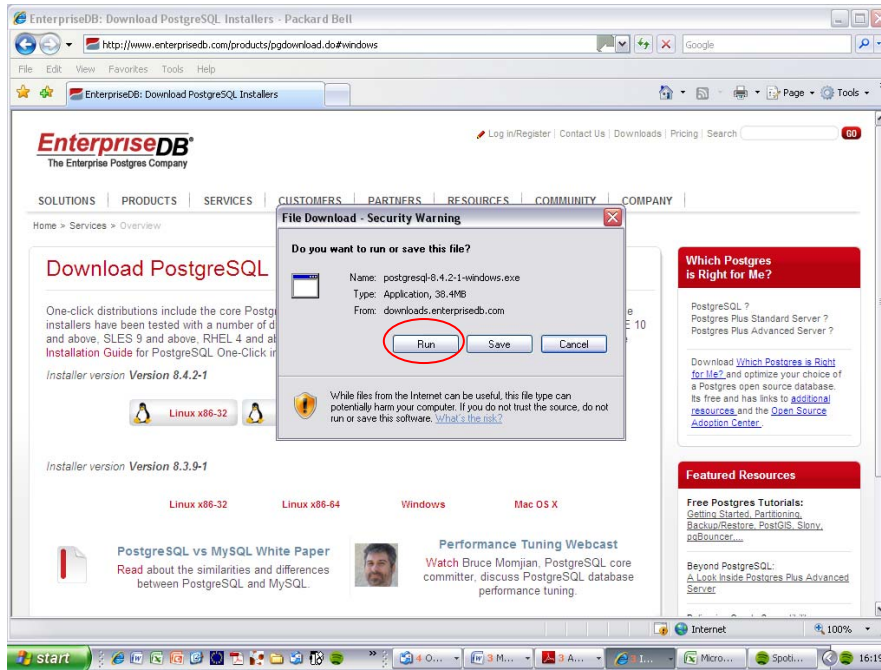 EnterpriseDB: Download PostgreSQL Installers - Packard Bell
http://www.enterprisedb.com/products/pgdownload.do#windows
Google
File Edit View Favorites Tools Help
EnterpriseDB: Download PostgreSQL Installers
Page Tools
EnterpriseDB®
The Enterprise Postgres Company
Log in/Register | Contact Us | Downloads | Pricing | Search GO
SOLUTIONS PRODUCTS SERVICES CUSTOMERS PARTNERS RESOURCES COMMUNITY COMPANY
Home > Services > Overview
File Download - Security Warning
Do you want to run or save this file?
Name: postgresql-8.4.2-1-windows.exe
Type: Application, 38.4MB
From: downloads.enterprisedb.com
Run Save Cancel
While files from the Internet can be useful, this file type can
potentially harm your computer. If you do not trust the source, do not
run or save this software. What's the risk?
Download PostgreSQL
One-click distributions include the core
installers have been tested with a number of
and above, SLES 9 and above, RHEL 4 and
Installation Guide for PostgreSQL One-Click
10
Installer version Version 8.4.2-1
Linux x86-32
Installer version Version 8.3.9-1
Linux x86-32 Linux x86-64 Windows Mac OS X
PostgreSQL vs MySQL White Paper
Read about the similarities and differences
between PostgreSQL and MySQL.
Performance Tuning Webcast
Watch Bruce Momjian, PostgreSQL core
committer, discuss PostgreSQL database
performance tuning.
Which Postgres
is Right for Me?
PostgreSQL ?
Postgres Plus Standard Server ?
Postgres Plus Advanced Server ?
Download Which Postgres is Right
for Me? and optimize your choice of
a Postgres open source database.
Its free and has links to additional
resources and the Open Source
Adoption Center .
Featured Resources
Free Postgres Tutorials:
Getting Started, Partitioning,
Backup/Restore, PostGIS, Slony,
pgBouncer....
Beyond PostgreSQL:
A Look Inside Postgres Plus Advanced
Server
Internet 100%
start 4 O... 3 M... 3 A... Micro... Spoti... 16:19